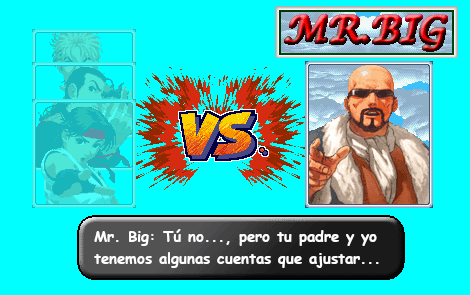 MR.BIG
VS.
Mr. Big: Tú no..., pero tu padre y yo
tenemos algunas cuentas que ajustar...